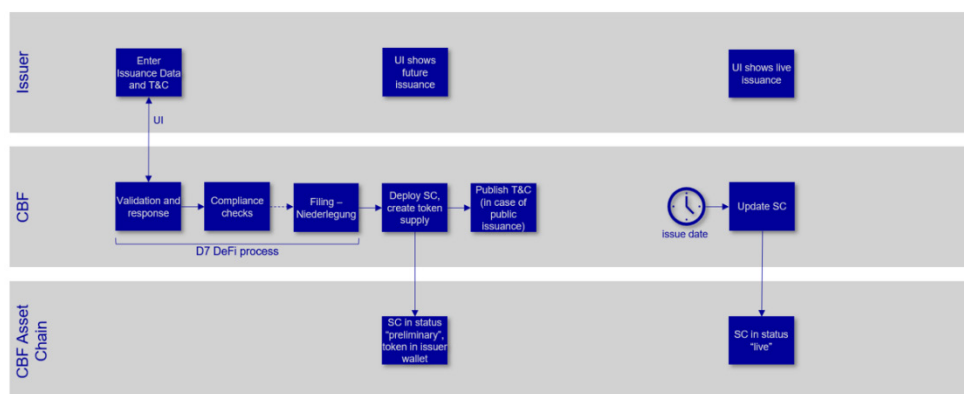 Issuer
Enter
Issuance Data
and T&C
UI shows
future
issuance
UI shows live
issuance
UI
CBF
Validation and
response
Compliance
checks
Filing –
Niederlegung
Deploy SC,
create token
supply
Publish T&C
(in case of
public
issuance)
issue date
Update SC
D7 DeFi process
CBF Asset
Chain
SC in status
“preliminary”,
token in issuer
wallet
SC in status
“live”